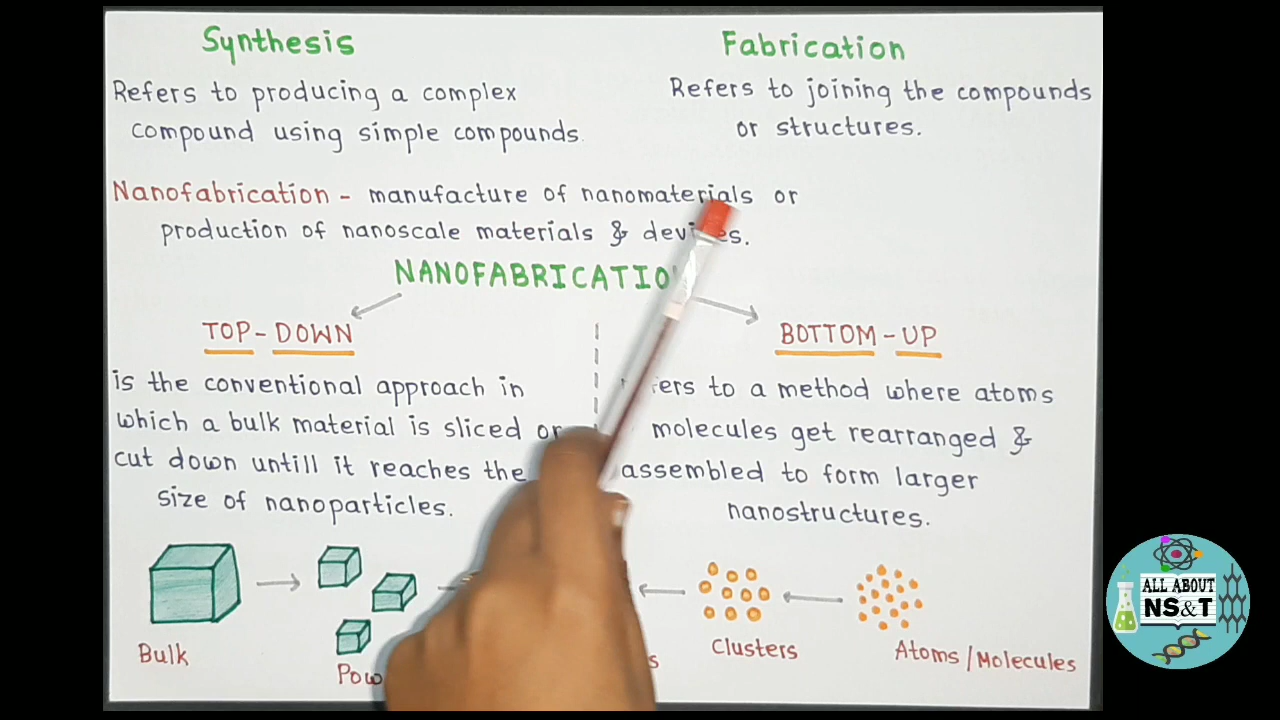 Synthesis
Refers to producing a complex
compound using simple compounds.
Fabrication
Refers to joining the compounds
or structures.
Nanofabrication - manufacture of nanomaterials or
production of nanoscale materials & devices.
NANOFABRICATION
TOP-DOWN
is the conventional approach in
which a bulk material is sliced or
cut down untill it reaches the
size of nanoparticles.
BOTTOM-UP
to a method where atoms
molecules get rearranged &
assembled to form larger
nanostructures.
Bulk
Clusters
Atoms/Molecules
ALL ABOUT
NS&T